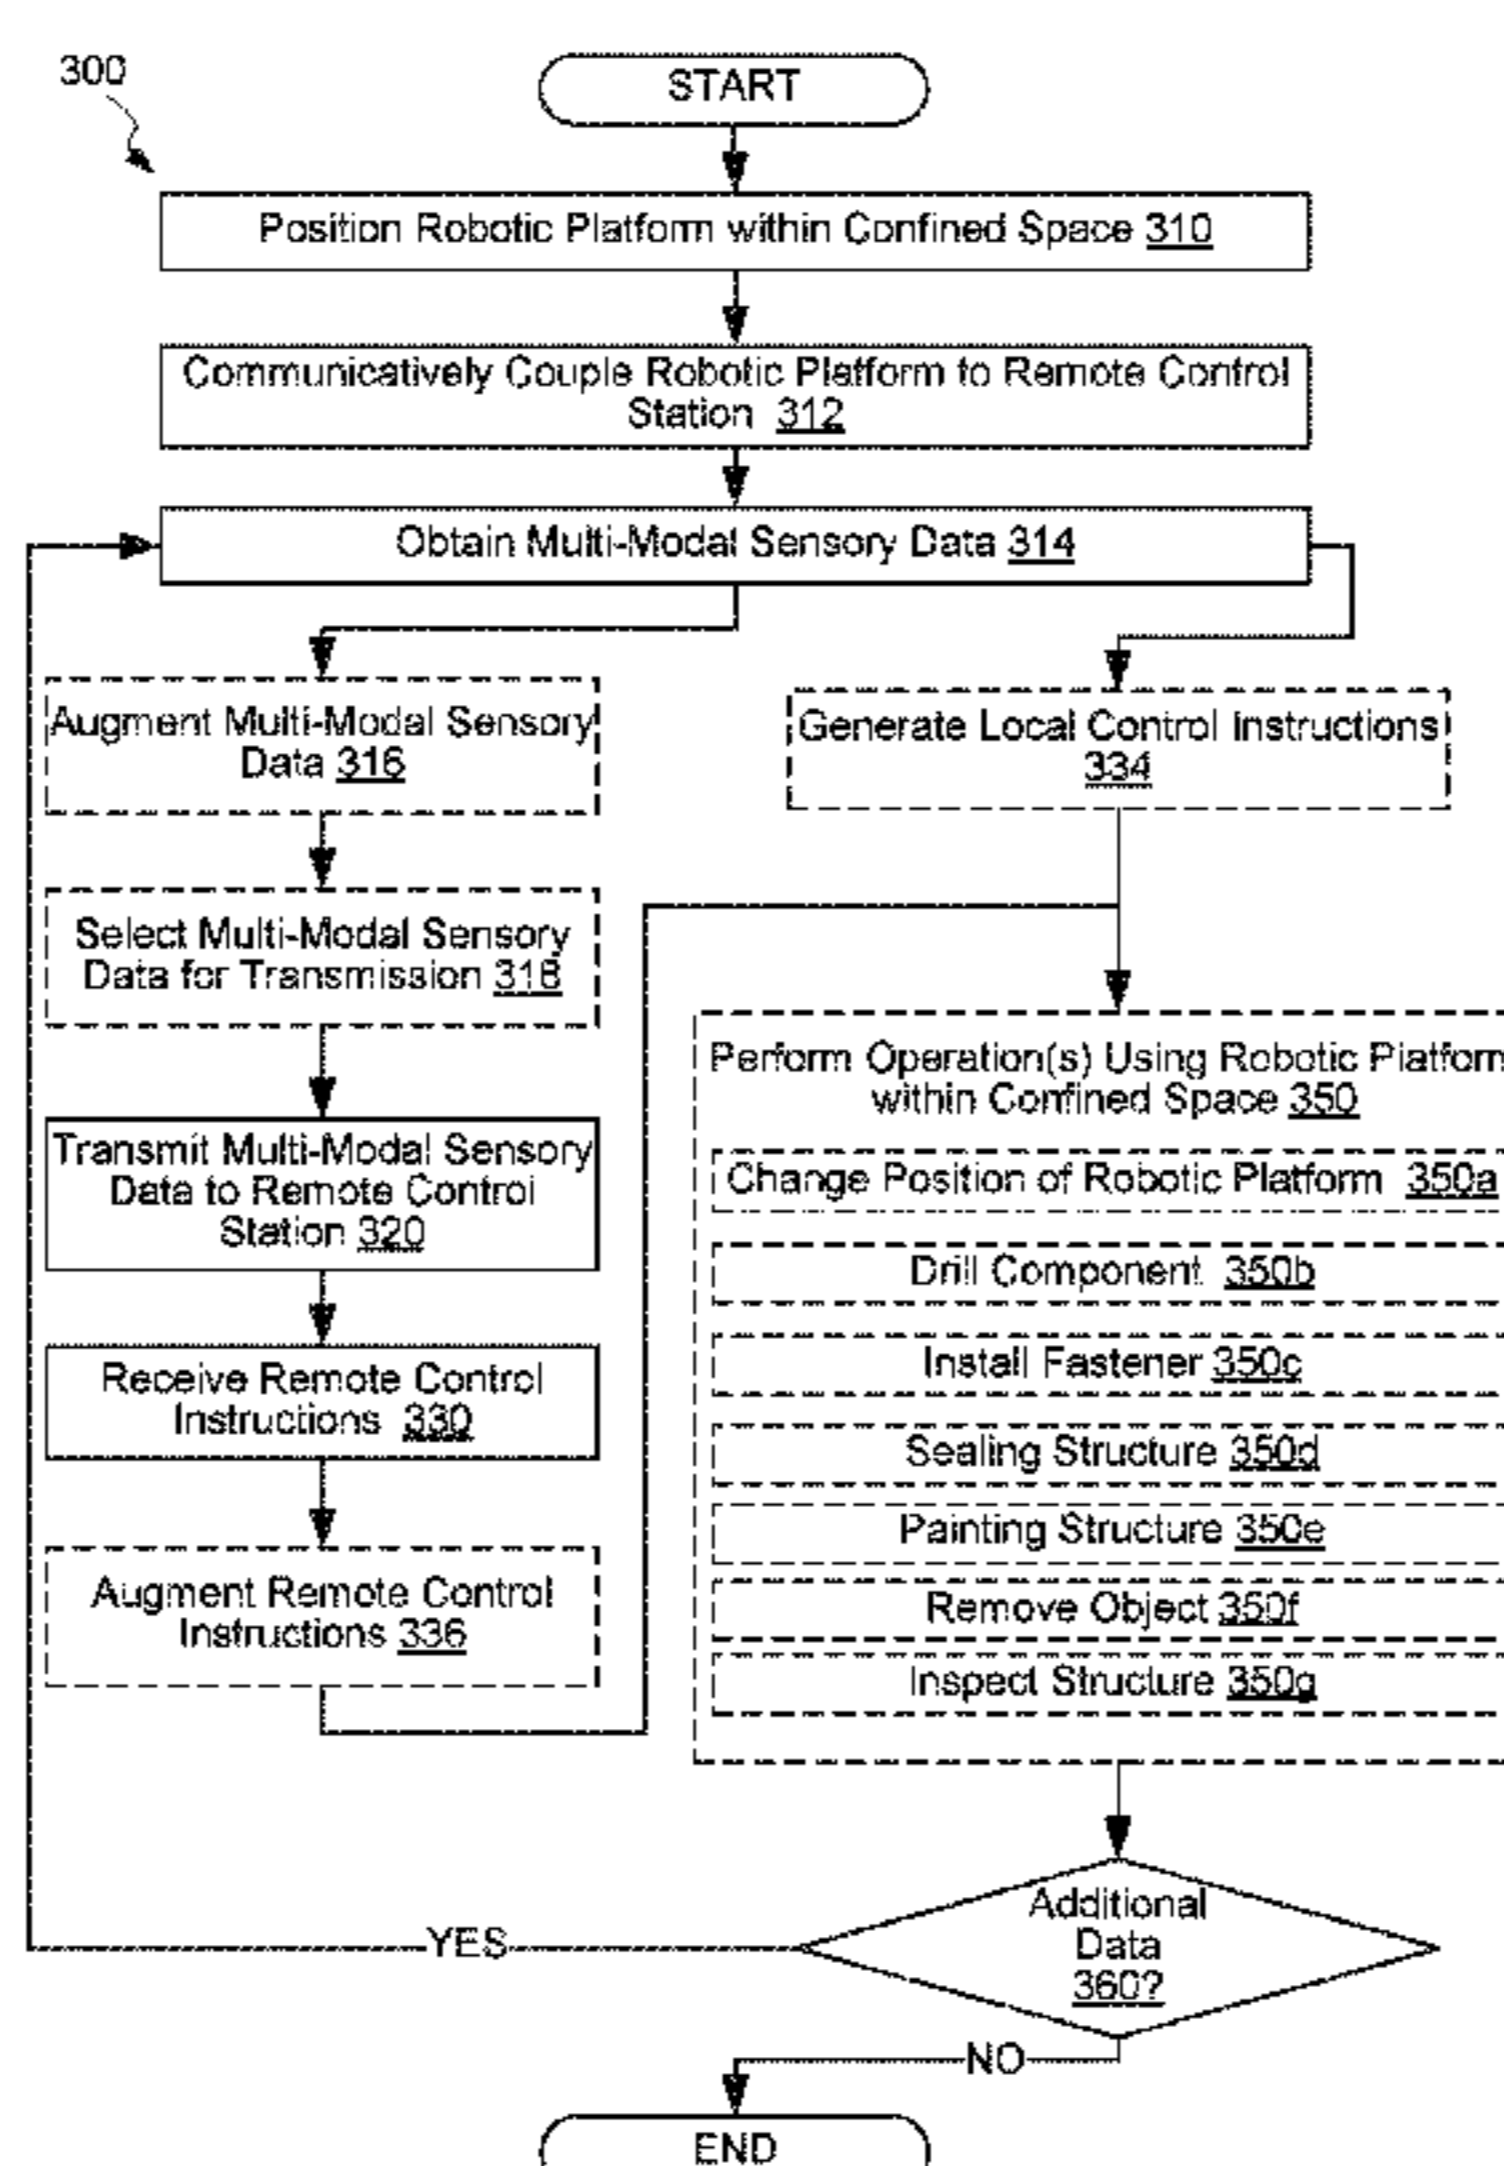 300
START
Position Robotic Platform within Confined Space 310
Communicatively Couple Robotic Platform to Remote Control
Station 312
Obtain Multi-Modal Sensory Data 314
Augment Multi-Modal Sensory
Data 316
Select Multi-Modal Sensory
Data for Transmission 318
Transmit Multi-Modal Sensory
Data to Remote Control
Station 320
Receive Remote Control
Instructions 330
Augment Remote Control
Instructions 336
Generate Local Control Instructions
334
Perform Operation(s) Using Robotic Platform
within Confined Space 350
Change Position of Robotic Platform 350a
Drill Component 350b
Install Fastener 350c
Sealing Structure 350d
Painting Structure 350e
Remove Object 350f
Inspect Structure 350g
Additional
Data
360?
YES
NO
END